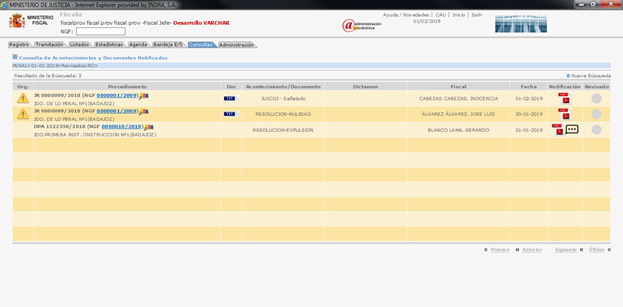 MINISTERIO DE JUSTICIA - Internet Explorer provided by INDRA, S.A.
MINISTERIO FISCAL
Fiscalía
fiscalprov fiscal prov fiscal prov -Fiscal Jefe- Desarrollo VARCHAR
NGF:
@administración electrónica
Ayuda / Novedades | CAU | Inicio | Salir
01/02/2019
Registro Tramitación Listados Estadísticas Agenda Bandeja E/S Consultas Administración
Consulta de Acontecimientos y Documentos Notificados
PENAL> 01-01-2019>Revisados:NO>
Resultado de la Búsqueda: 3
Nueva Búsqueda
Urg. Procedimiento Doc Acontecimiento/Documento Dictamen Fiscal Fecha Notificación Revisado
JR 0000099/2018 (NGF 0000001/2009)
JDO. DE LO PENAL Nº1(BADAJOZ)
TXT
JUICIO - Señalado
CABEZAS CABEZAS, INOCENCIA
01-02-2019
JR 0000099/2018 (NGF 0000001/2009)
JDO. DE LO PENAL Nº1(BADAJOZ)
TXT
RESOLUCION-NULIDAD
ÁLVAREZ ÁLVAREZ, JOSE LUIS
30-01-2019
DPA 1122550/2018 (NGF 0000010/2019)
JDO.PRIMERA INST./INSTRUCCION Nº1(BADAJOZ)
RESOLUCION-EXPULSION
BLANCO LAMA, GERARDO
31-01-2019
Primero Anterior Siguiente Último